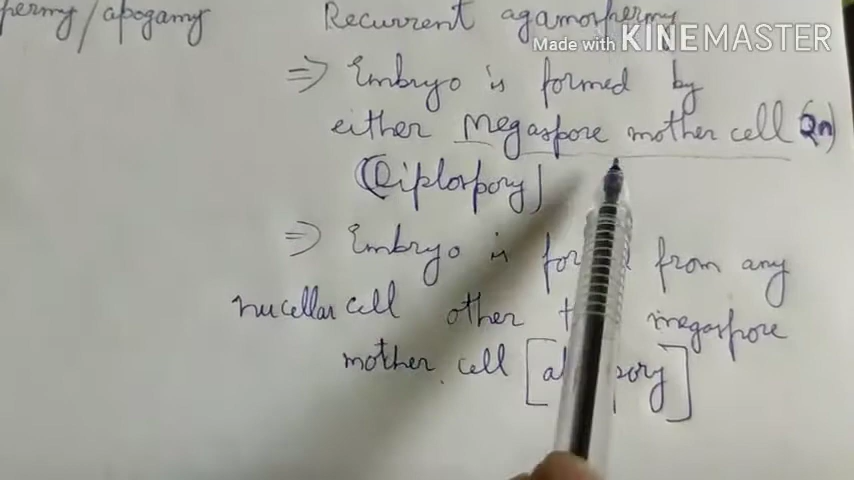 /apogamy
Recurrent agamospermy
Made with KINEMASTER
⇒ Embryo is formed by
either Megaspore mother cell (2n)
(Diplospory)
⇒ Embryo is from any
nucellar cell other megaspore
mother cell